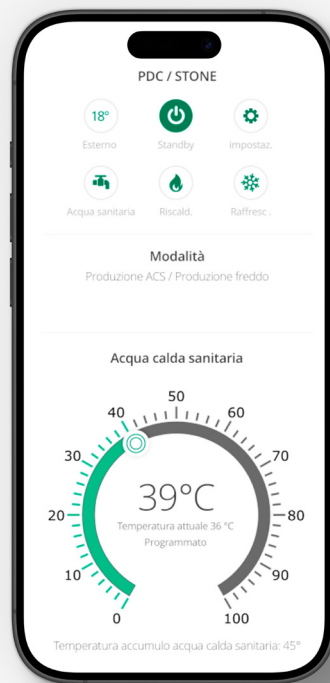 PDC / STONE
18°
Esterno
Standby
impostaz.
Acqua sanitaria
Riscald.
Raffresc .
Modalità
Produzione ACS / Produzione freddo
Acqua calda sanitaria
50
40
60
30
70
39°C
20
80
Temperatura attuale 36 °C
Programmato
10
90
0
100
Temperatura accumulo acqua calda sanitaria: 45°